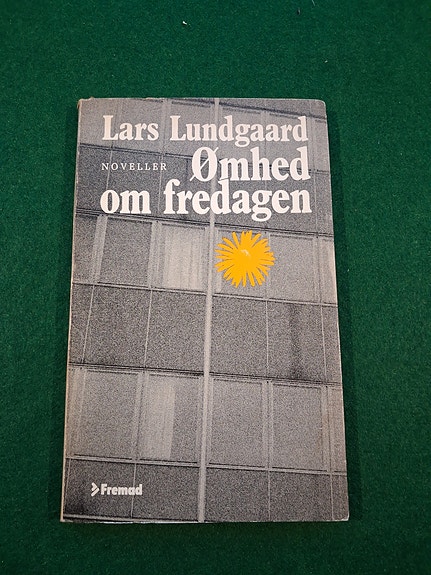 Lars Lundgaard
NOVELLER Ømhed
om fredagen
Fremad